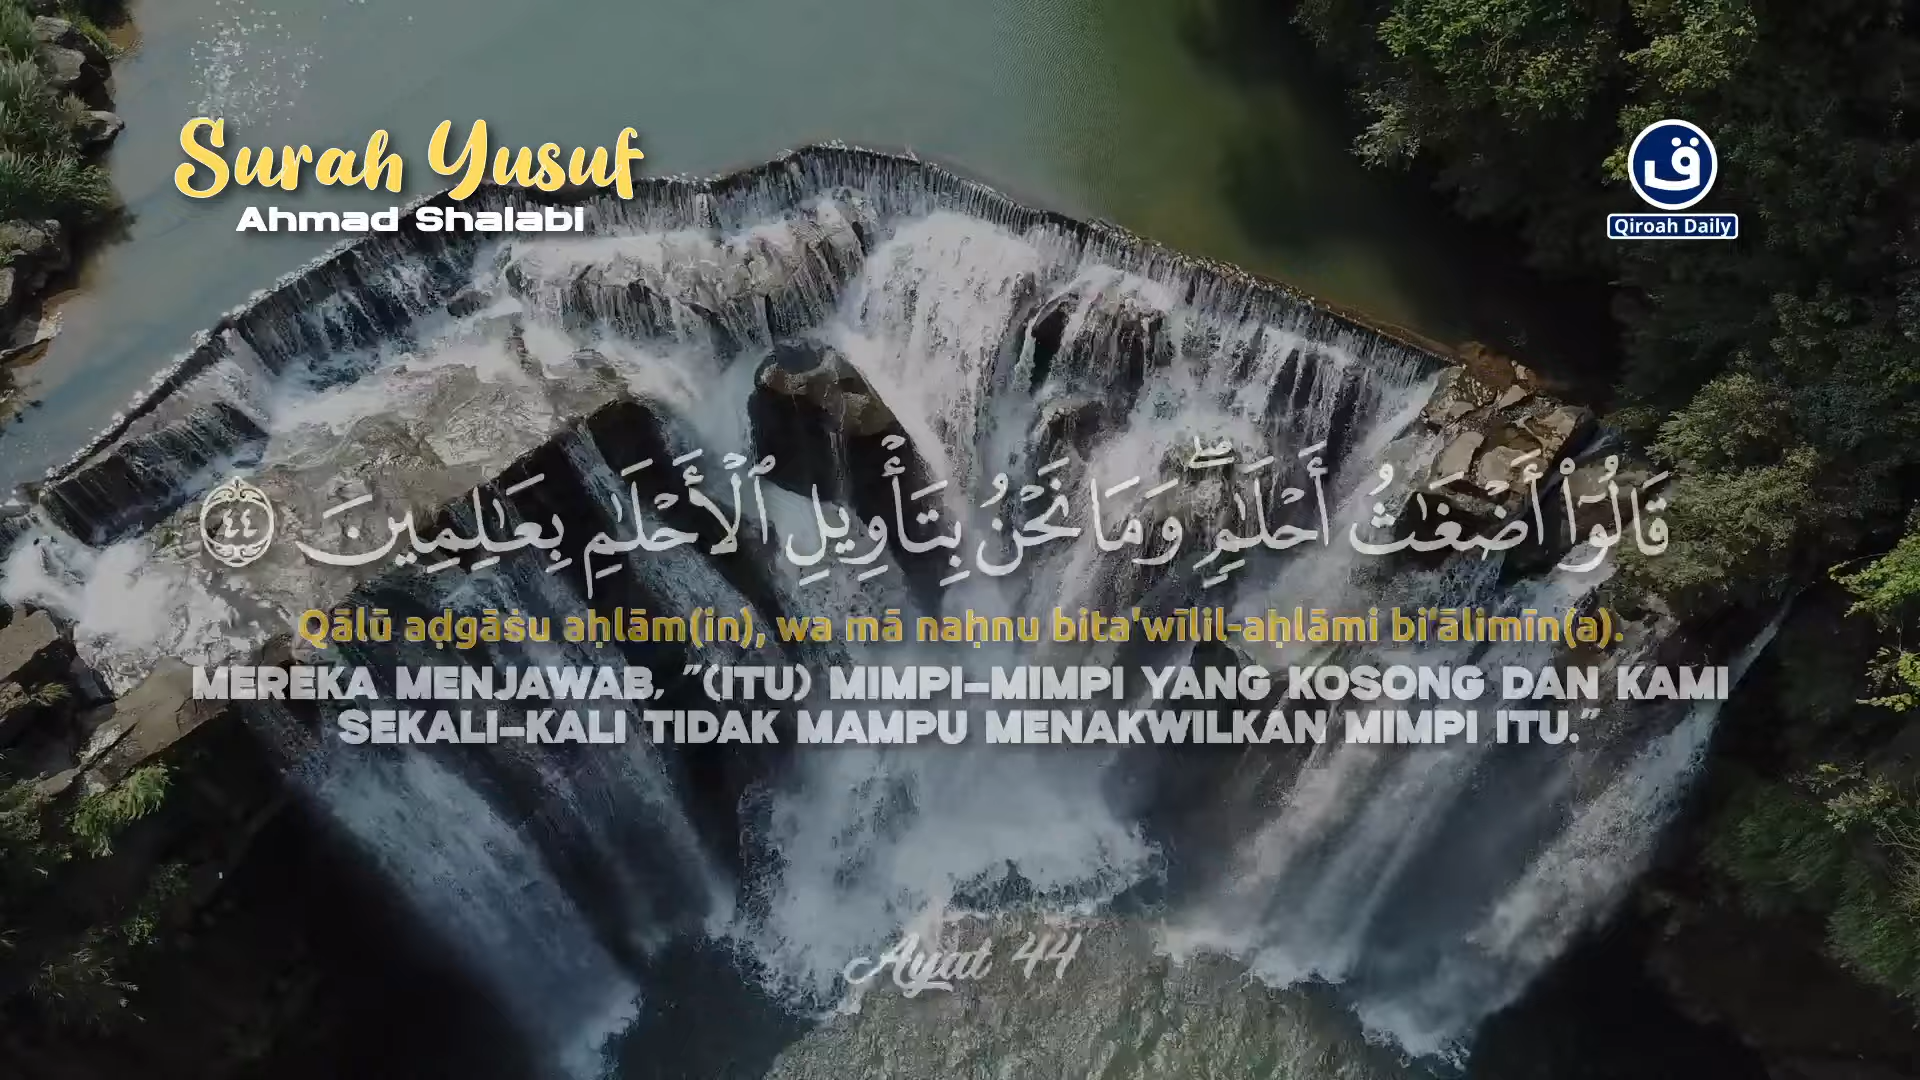 Surah Yusuf
Ahmad Shalabi
ق
Qiroah Daily
قَالُوٓا۟ أَضْغَـٰثُ أَحْلَـٰمٍۢ ۖ وَمَا نَحْنُ بِتَأْوِيلِ ٱلْأَحْلَـٰمِ بِعَـٰلِمِينَ ٤٤
Qālū aḍgāṡu aḥlām(in), wa mā naḥnu bita'wīlil-aḥlāmi bi'ālimīn(a).
MEREKA MENJAWAB, "(ITU) MIMPI-MIMPI YANG KOSONG DAN KAMI
SEKALI-KALI TIDAK MAMPU MENAKWILKAN MIMPI ITU."
Ayat 44